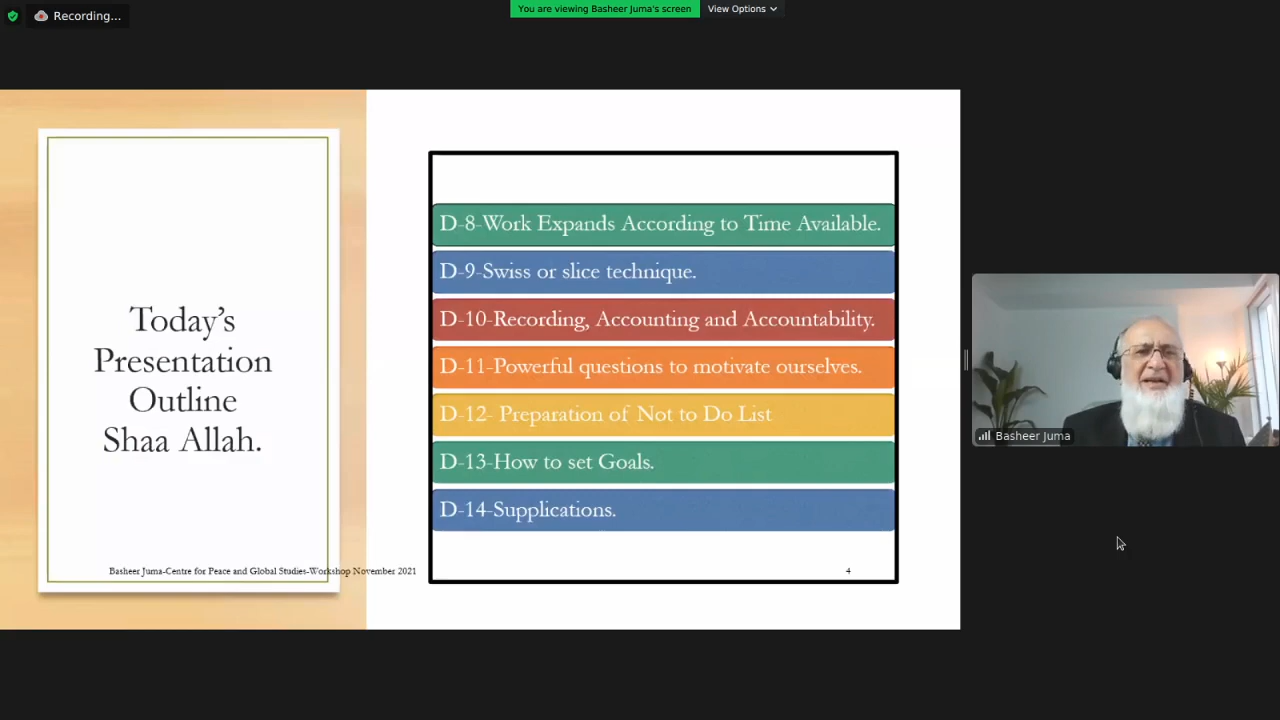 Recording...
You are viewing Basheer Juma's screen
View Options
Today's
Presentation
Outline
Shaa Allah.
D-8-Work Expands According to Time Available.
D-9-Swiss or slice technique.
D-10-Recording, Accounting and Accountability.
D-11-Powerful questions to motivate ourselves.
D-12- Preparation of Not to Do List
D-13-How to set Goals.
D-14-Supplications.
Basheer Juma-Centre for Peace and Global Studies-Workshop November 2021
4
Basheer Juma